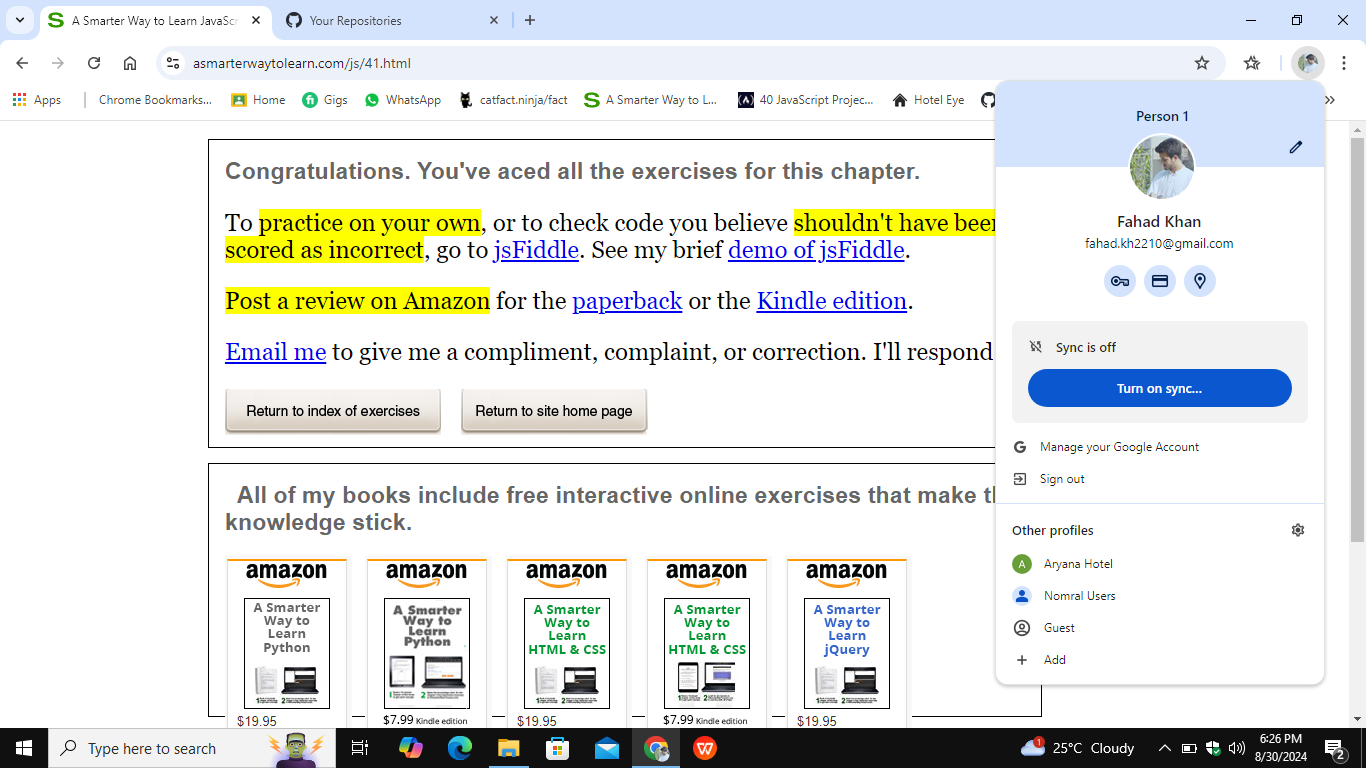 A Smarter Way to Learn JavaScr
Your Repositories
asmarterwaytolearn.com/js/41.html
Apps
Chrome Bookmarks...
Home
Gigs
WhatsApp
catfact.ninja/fact
A Smarter Way to L...
40 JavaScript Projec...
Hotel Eye
Congratulations. You've aced all the exercises for this chapter.
To practice on your own, or to check code you believe shouldn't have been
scored as incorrect, go to jsFiddle. See my brief demo of jsFiddle.
Post a review on Amazon for the paperback or the Kindle edition.
Email me to give me a compliment, complaint, or correction. I'll respond
Return to index of exercises
Return to site home page
All of my books include free interactive online exercises that make th
knowledge stick.
amazon
A Smarter
Way to
Learn
Python
$19.95
amazon
A Smarter
Way to
Learn
Python
$7.99 Kindle edition
amazon
A Smarter
Way to
Learn
HTML & CSS
$19.95
amazon
A Smarter
Way to
Learn
HTML & CSS
$7.99 Kindle edition
amazon
A Smarter
Way to
Learn
jQuery
$19.95
Person 1
Fahad Khan
fahad.kh2210@gmail.com
Sync is off
Turn on sync...
Manage your Google Account
Sign out
Other profiles
A
Aryana Hotel
Nomral Users
Guest
Add
Type here to search
1
25°C Cloudy
6:26 PM
8/30/2024
2